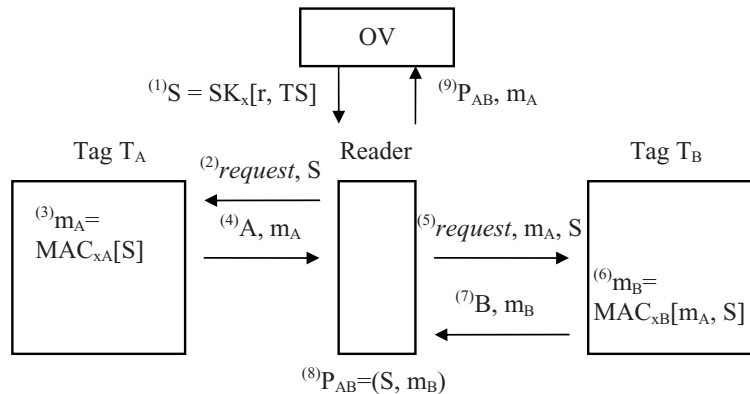 OV
(1)S = SKx[r, TS]
(9)PAB, mA
Tag TA
Reader
Tag TB
(2)request, S
(3)mA=
MACxA[S]
(4)A, mA
(5)request, mA, S
(6)mB=
MACxB[mA, S]
(7)B, mB
(8)PAB=(S, mB)